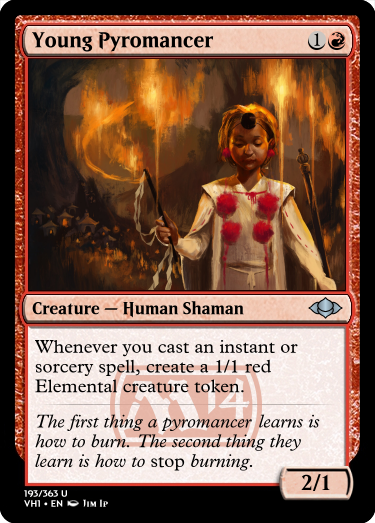 Young Pyromancer 1
Creature — Human Shaman
Whenever you cast an instant or
sorcery spell, create a 1/1 red
Elemental creature token.
The first thing a pyromancer learns is
how to burn. The second thing they
learn is how to stop burning.
2/1
193/363 U
VH1 • EN Jim Ip